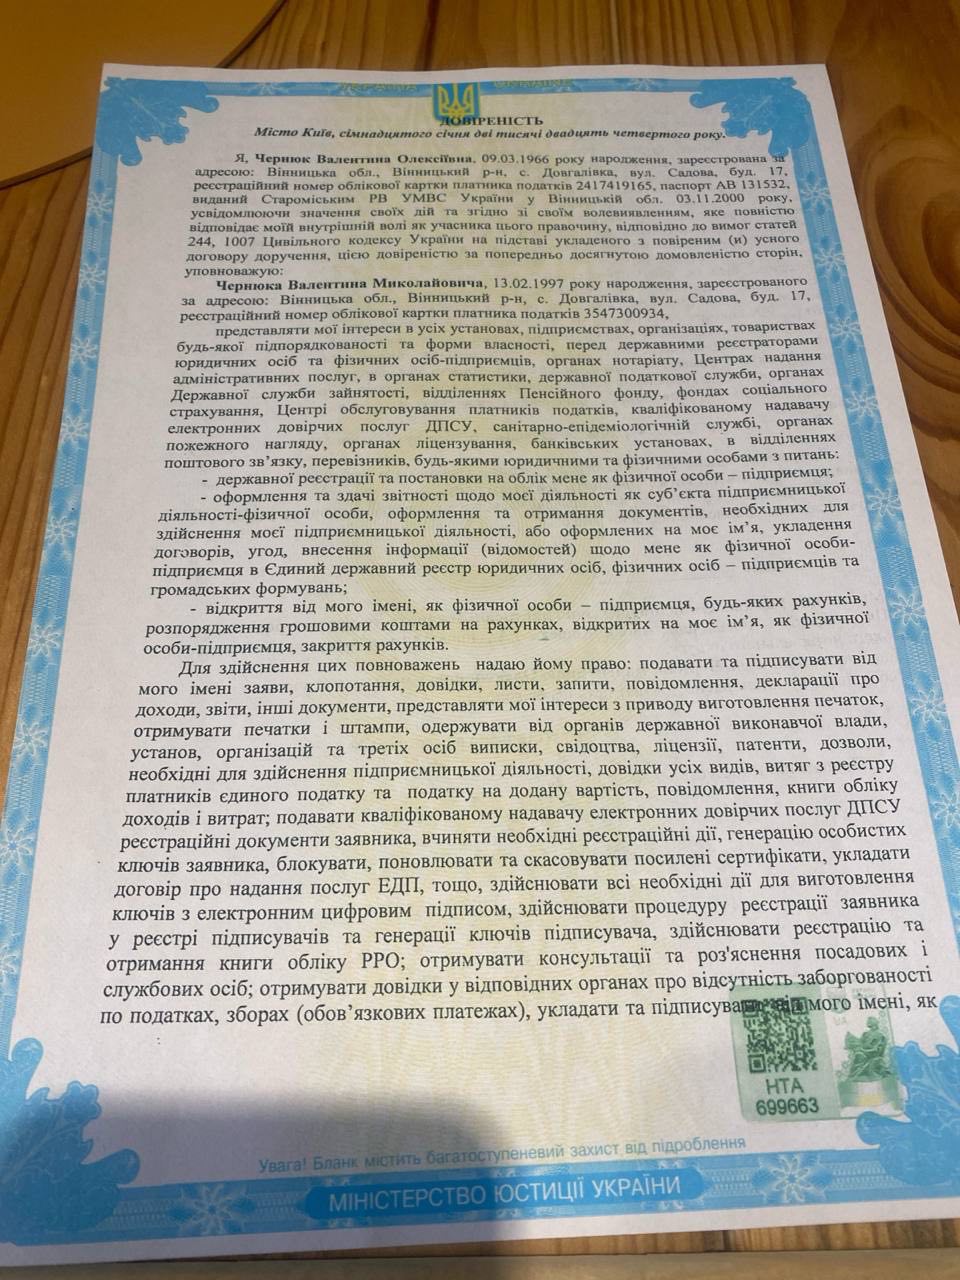 УКРАЇНА УКРАЇНА
ДОВІРЕНІСТЬ
Місто Київ, сімнадцятого січня дві тисячі двадцять четвертого року.
Я, Чернюк Валентина Олексіївна, 09.03.1966 року народження, зареєстрована за
адресою: Вінницька обл., Вінницький р-н, с. Довгалівка, вул. Садова, буд. 17,
реєстраційний номер облікової картки платника податків 2417419165, паспорт АВ 131532,
виданий Староміським РВ УМВС України у Вінницькій обл. 03.11.2000 року,
усвідомлюючи значення своїх дій та згідно зі своїм волевиявленням, яке повністю
відповідає моїй внутрішній волі як учасника цього правочину, відповідно до вимог статей
244, 1007 Цивільного кодексу України на підставі укладеного з повіреним (и) усного
договору доручення, цією довіреністю за попередньо досягнутою домовленістю сторін,
уповноважую:
Чернюка Валентина Миколайовича, 13.02.1997 року народження, зареєстрованого
за адресою: Вінницька обл., Вінницький р-н, с. Довгалівка, вул. Садова, буд. 17,
реєстраційний номер облікової картки платника податків 3547300934,
представляти мої інтереси в усіх установах, підприємствах, організаціях, товариствах
будь-якої підпорядкованості та форми власності, перед державними реєстраторами
юридичних осіб та фізичних осіб-підприємців, органах нотаріату, Центрах надання
адміністративних послуг, в органах статистики, державної податкової служби, органах
Державної служби зайнятості, відділеннях Пенсійного фонду, фондах соціального
страхування, Центрі обслуговування платників податків, кваліфікованому надавачу
електронних довірчих послуг ДПСУ, санітарно-епідеміологічній службі, органах
пожежного нагляду, органах ліцензування, банківських установах, в відділеннях
поштового зв’язку, перевізників, будь-якими юридичними та фізичними особами з питань:
- державної реєстрації та постановки на облік мене як фізичної особи – підприємця;
- оформлення та здачі звітності щодо моєї діяльності як суб’єкта підприємницької
діяльності-фізичної особи, оформлення та отримання документів, необхідних для
здійснення моєї підприємницької діяльності, або оформлених на моє ім’я, укладення
договорів, угод, внесення інформації (відомостей) щодо мене як фізичної особи-
підприємця в Єдиний державний реєстр юридичних осіб, фізичних осіб – підприємців та
громадських формувань;
- відкриття від мого імені, як фізичної особи – підприємця, будь-яких рахунків,
розпорядження грошовими коштами на рахунках, відкритих на моє ім’я, як фізичної
особи-підприємця, закриття рахунків.
Для здійснення цих повноважень надаю йому право: подавати та підписувати від
мого імені заяви, клопотання, довідки, листи, запити, повідомлення, декларації про
доходи, звіти, інші документи, представляти мої інтереси з приводу виготовлення печаток,
отримувати печатки і штампи, одержувати від органів державної виконавчої влади,
установ, організацій та третіх осіб виписки, свідоцтва, ліцензії, патенти, дозволи,
необхідні для здійснення підприємницької діяльності, довідки усіх видів, витяг з реєстру
платників єдиного податку та податку на додану вартість, повідомлення, книги обліку
доходів і витрат; подавати кваліфікованому надавачу електронних довірчих послуг ДПСУ
реєстраційні документи заявника, вчиняти необхідні реєстраційні дії, генерацію особистих
ключів заявника, блокувати, поновлювати та скасовувати посилені сертифікати, укладати
договір про надання послуг ЕДП, тощо, здійснювати всі необхідні дії для виготовлення
ключів з електронним цифровим підписом, здійснювати процедуру реєстрації заявника
у реєстрі підписувачів та генерації ключів підписувача, здійснювати реєстрацію та
отримання книги обліку РРО; отримувати консультації та роз'яснення посадових і
службових осіб; отримувати довідки у відповідних органах про відсутність заборгованості
по податках, зборах (обов’язкових платежах), укладати та підписувати від мого імені, як
НТА
699663
Увага! Бланк містить багатоступеневий захист від підроблення
МІНІСТЕРСТВО ЮСТИЦІЇ УКРАЇНИ